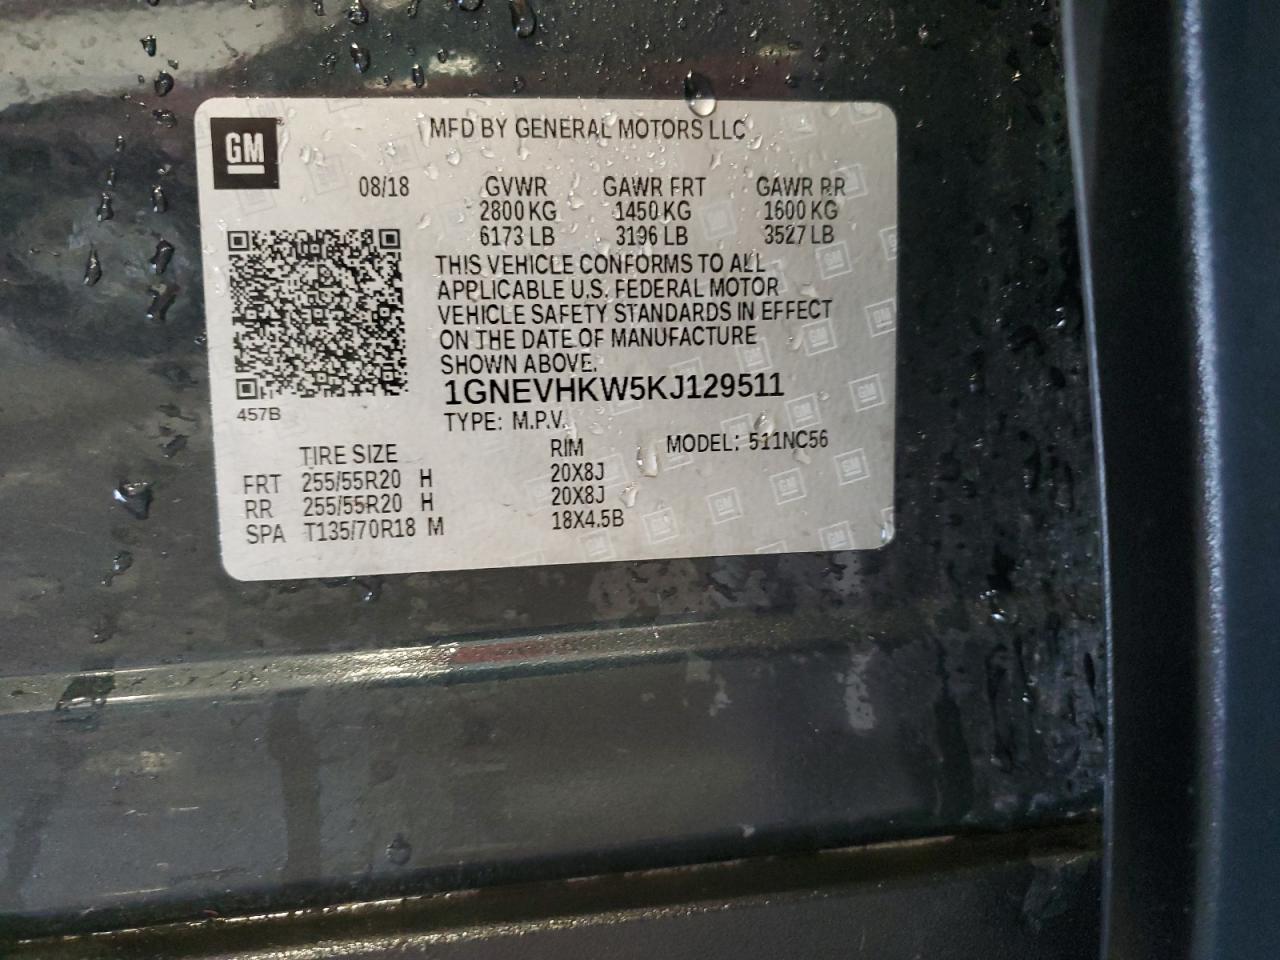 GM
MFD BY GENERAL MOTORS LLC
08/18 GVWR GAWR FRT GAWR RR
2800 KG 1450 KG 1600 KG
6173 LB 3196 LB 3527 LB
THIS VEHICLE CONFORMS TO ALL
APPLICABLE U.S. FEDERAL MOTOR
VEHICLE SAFETY STANDARDS IN EFFECT
ON THE DATE OF MANUFACTURE
SHOWN ABOVE.
1GNEVHKW5KJ129511
457B
TYPE: M.P.V.
TIRE SIZE RIM MODEL: 511NC56
FRT 255/55R20 H 20X8J
RR 255/55R20 H 20X8J
SPA T135/70R18 M 18X4.5B